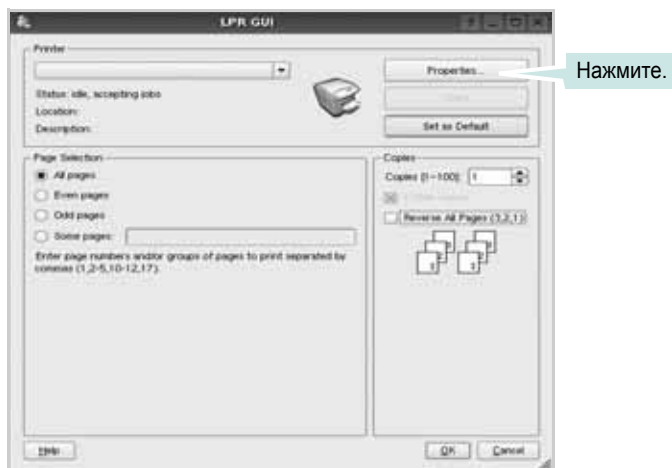 LPR GUI
Printer
Properties...
Нажмите.
Status: idle, accepting jobs
Location:
Description:
Set as Default
Page Selection
All pages
Even pages
Odd pages
Some pages:
Enter page numbers and/or groups of pages to print separated by
commas (1,2-5,10-12,17).
Copies
Copies [1~100]: 1
Reverse All Pages (3,2,1)
Help
OK
Cancel